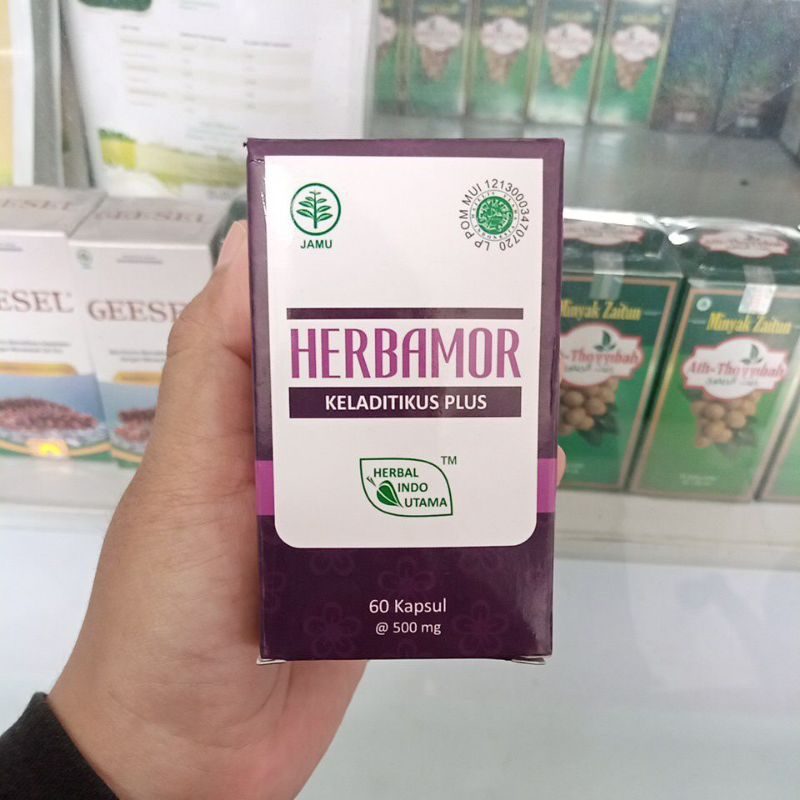 JAMU
LP POM MUI 12130003470720
HERBAMOR
KELADITIKUS PLUS
HERBAL
INDO
UTAMA
TM
60 Kapsul
@ 500 mg
GEESEL
GEESEL
Minyak Zaitun
Ath-Thoyyibah
Minyak Zaitun
Ath-Thoyyibah